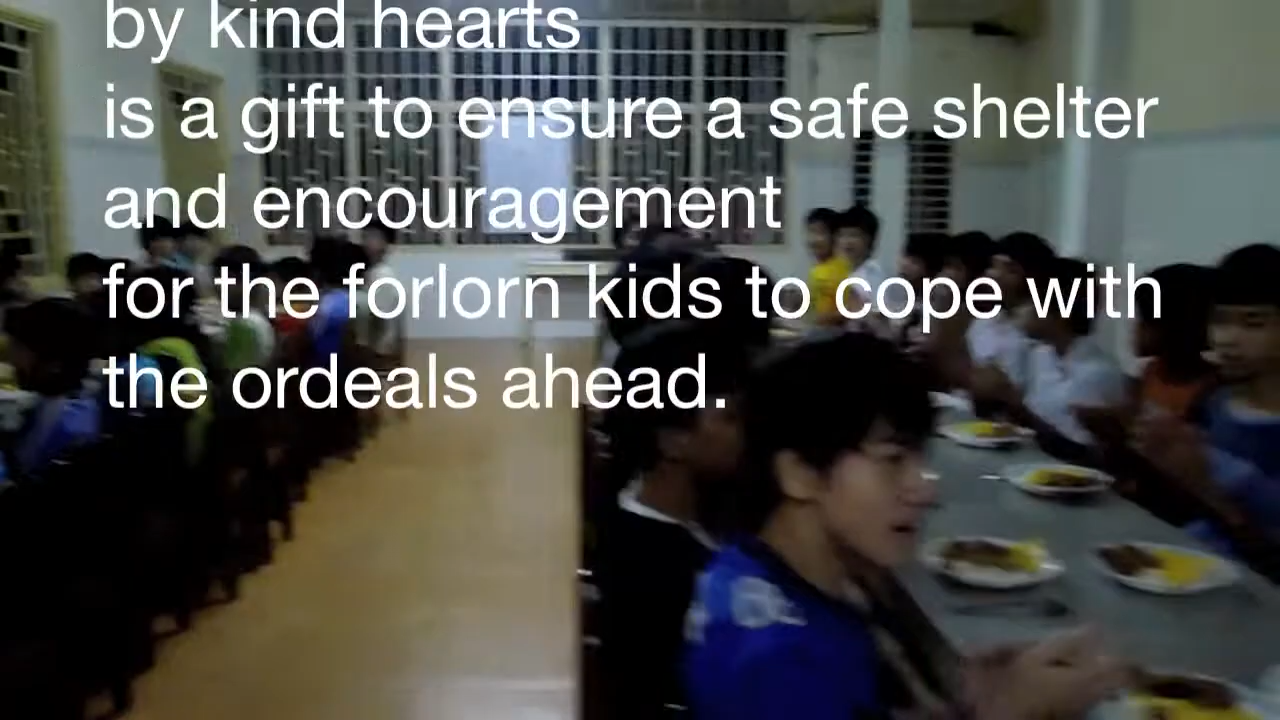 by kind hearts
is a gift to ensure a safe shelter
and encouragement
for the forlorn kids to cope with
the ordeals ahead.